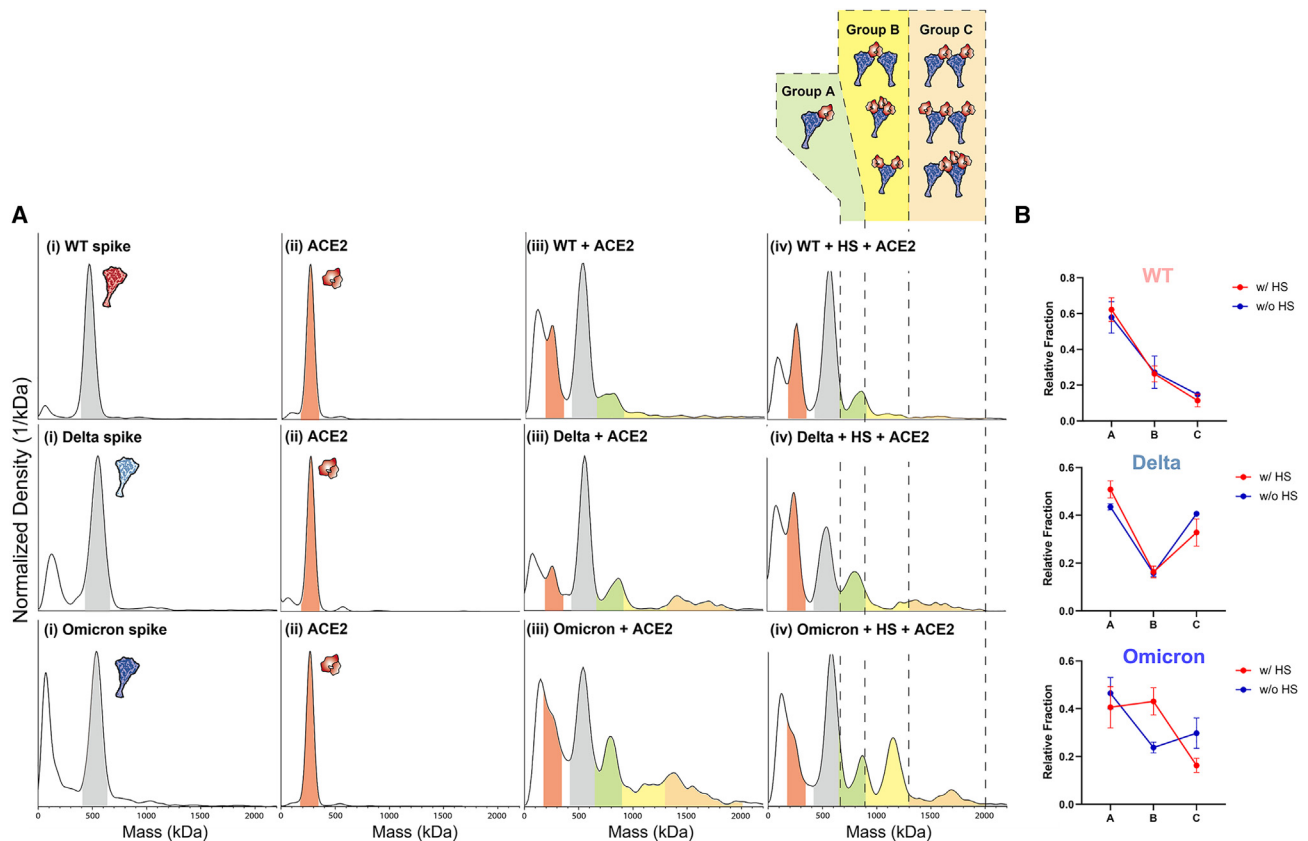 Group A
Group B
Group C
A
Normalized Density (1/kDa)
(i) WT spike
(ii) ACE2
(iii) WT + ACE2
(iv) WT + HS + ACE2
(i) Delta spike
(ii) ACE2
(iii) Delta + ACE2
(iv) Delta + HS + ACE2
(i) Omicron spike
(ii) ACE2
(iii) Omicron + ACE2
(iv) Omicron + HS + ACE2
0 500 1000 1500 2000
0 500 1000 1500 2000
0 500 1000 1500 2000
0 500 1000 1500 2000
Mass (kDa)
Mass (kDa)
Mass (kDa)
Mass (kDa)
B
WT
Relative Fraction
0.8
0.6
0.4
0.2
0.0
A B C
w/ HS
w/o HS
Delta
Relative Fraction
0.6
0.4
0.2
0.0
A B C
w/ HS
w/o HS
Omicron
Relative Fraction
0.6
0.4
0.2
0.0
A B C
w/ HS
w/o HS